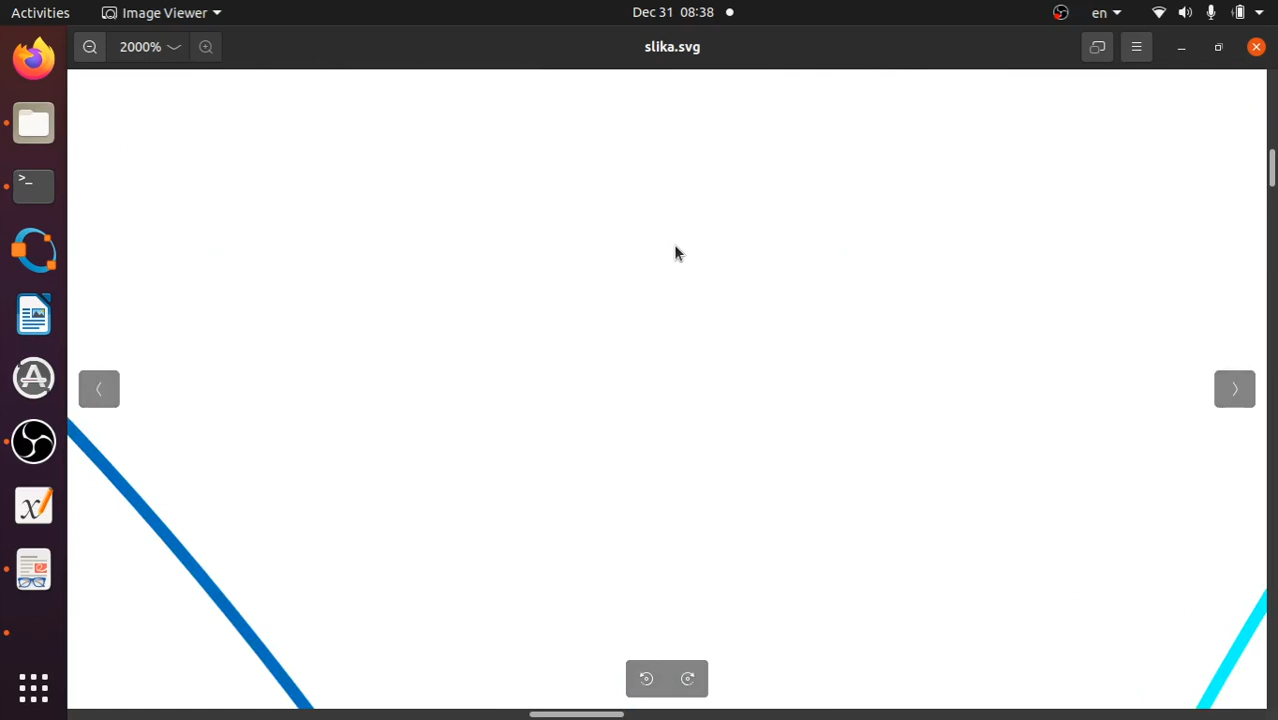 Activities
Image Viewer
Dec 31 08:38
en
2000%
slika.svg
>_